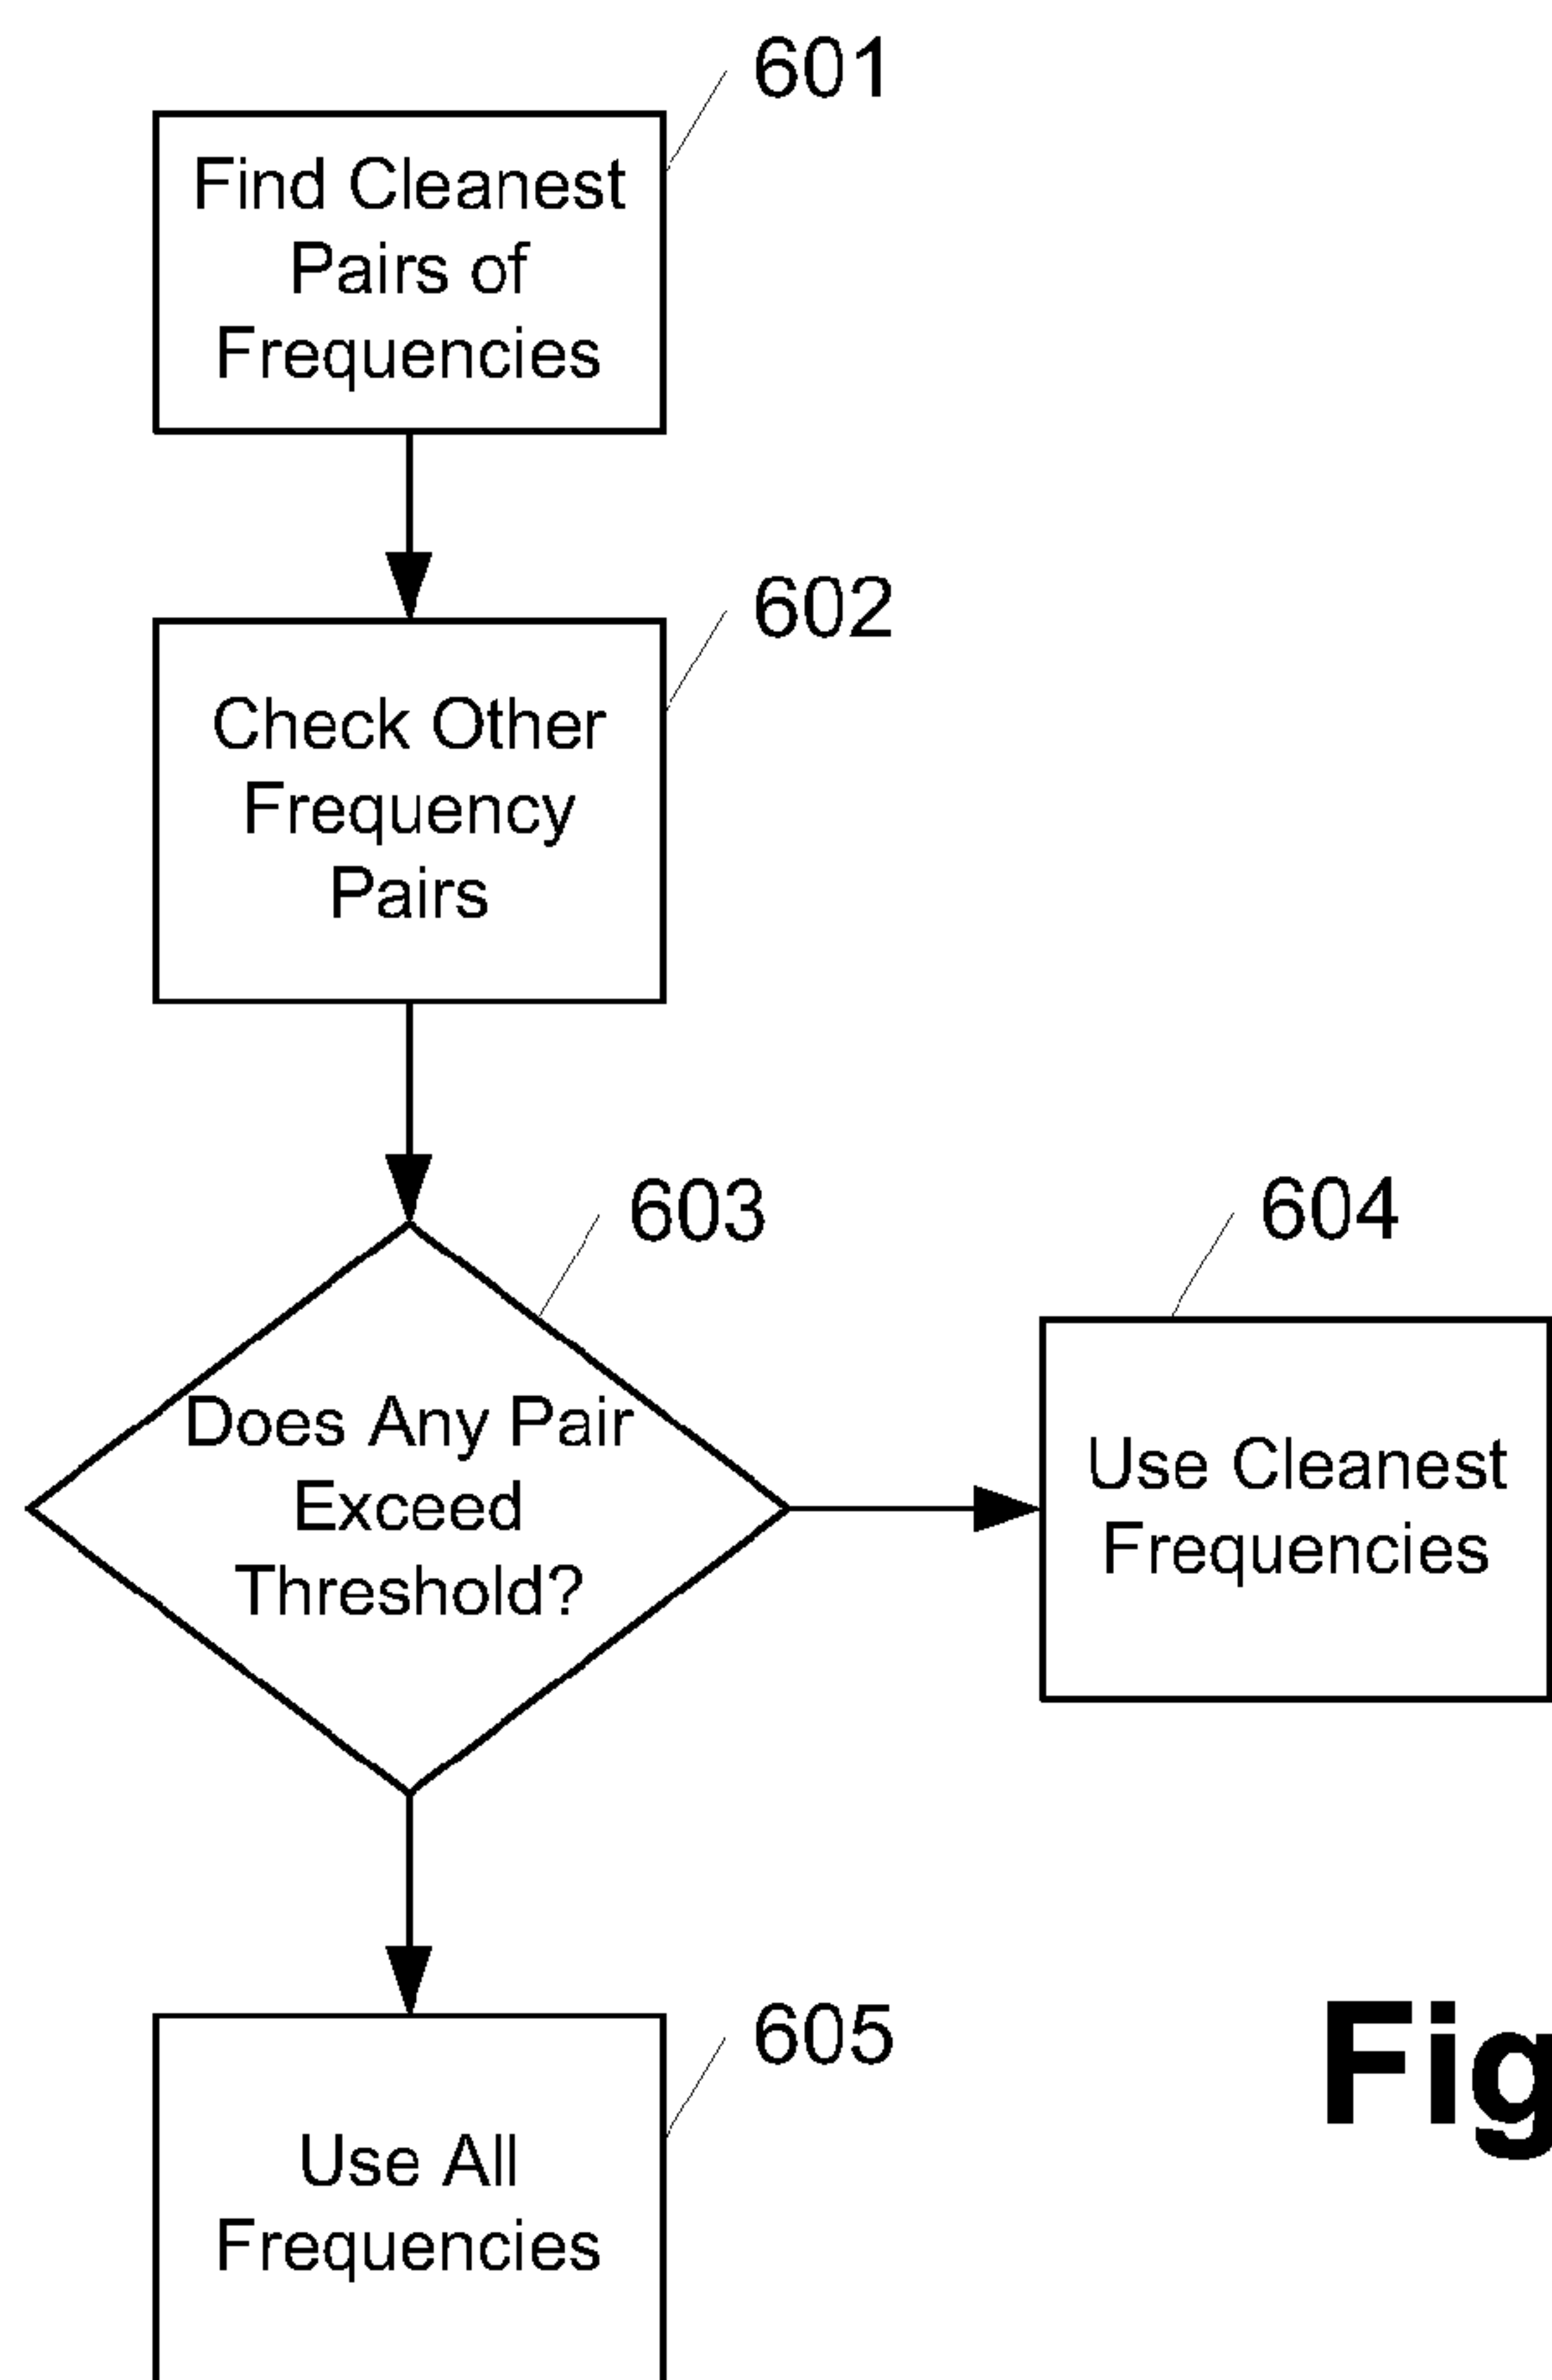 601
Find Cleanest
Pairs of
Frequencies
602
Check Other
Frequency
Pairs
603
Does Any Pair
Exceed
Threshold?
604
Use Cleanest
Frequencies
605
Use All
Frequencies
Fig